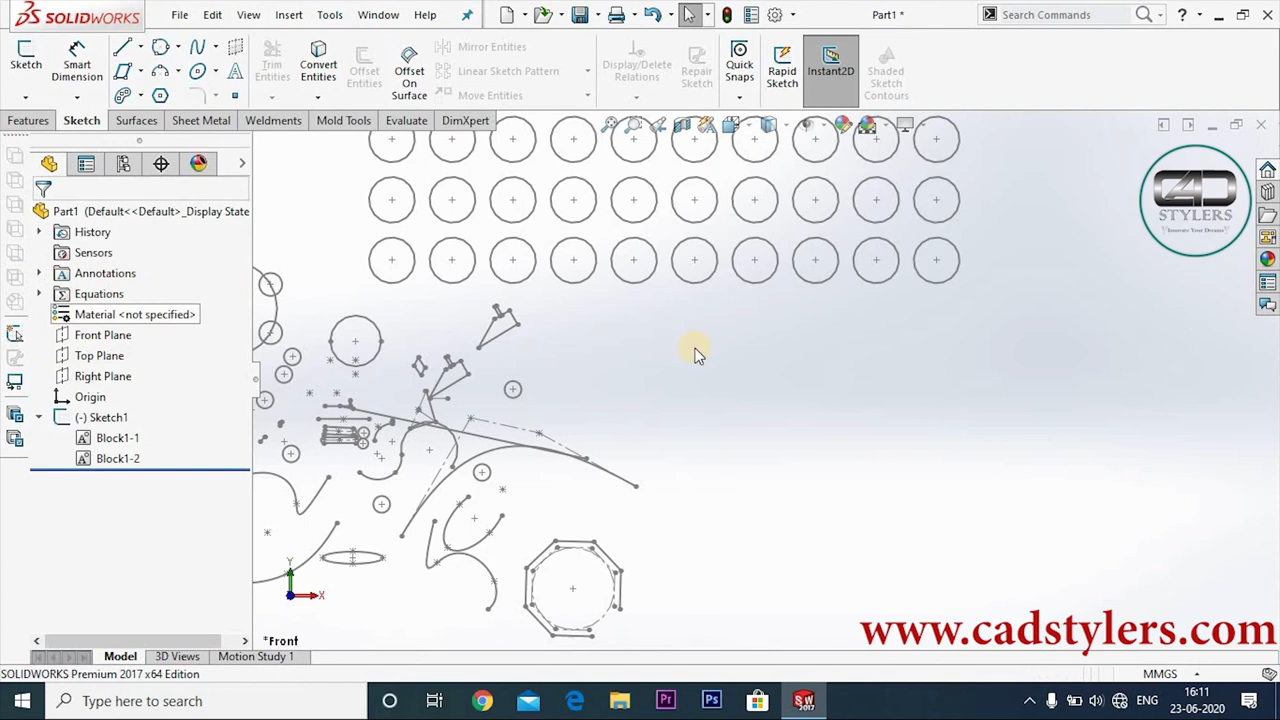 SOLIDWORKS File Edit View Insert Tools Window Help Part1 * Search Commands ?
Sketch Smart Dimension Trim Entities Convert Entities Offset Entities Offset On Surface Mirror Entities Linear Sketch Pattern Move Entities Display/Delete Relations Repair Sketch Quick Snaps Rapid Sketch Instant2D Shaded Sketch Contours
Features Sketch Surfaces Sheet Metal Weldments Mold Tools Evaluate DimXpert
Part1 (Default<<Default>_Display State
History
Sensors
Annotations
Equations
Material <not specified>
Front Plane
Top Plane
Right Plane
Origin
(-) Sketch1
Block1-1
Block1-2
CAD
STYLERS
Innovate Your Dreams
Y
X
*Front
www.cadstylers.com
Model 3D Views Motion Study 1
SOLIDWORKS Premium 2017 x64 Edition MMGS
Type here to search ENG 16:11
23-06-2020